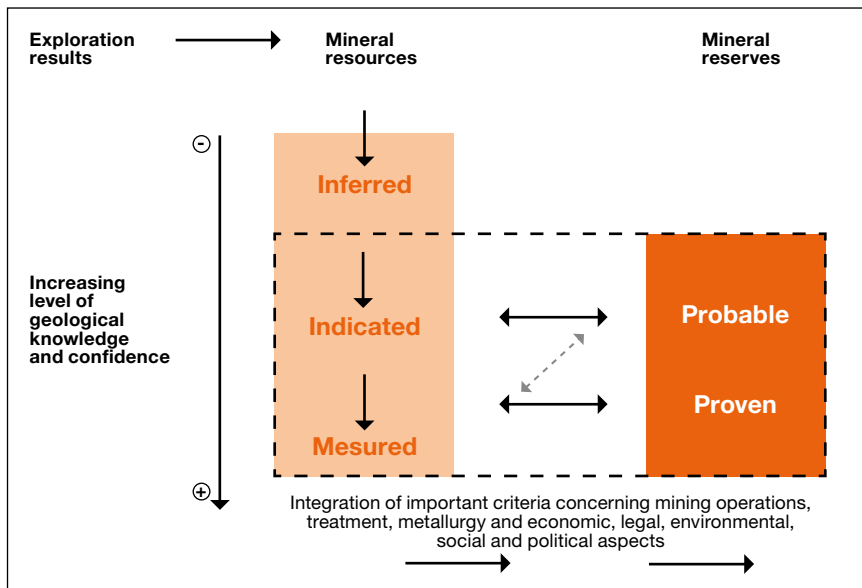 Exploration
results
Mineral
resources
Mineral
reserves
-
Inferred
Increasing
level of
geological
knowledge
and confidence
Indicated
Probable
Proven
Mesured
+
Integration of important criteria concerning mining operations,
treatment, metallurgy and economic, legal, environmental,
social and political aspects